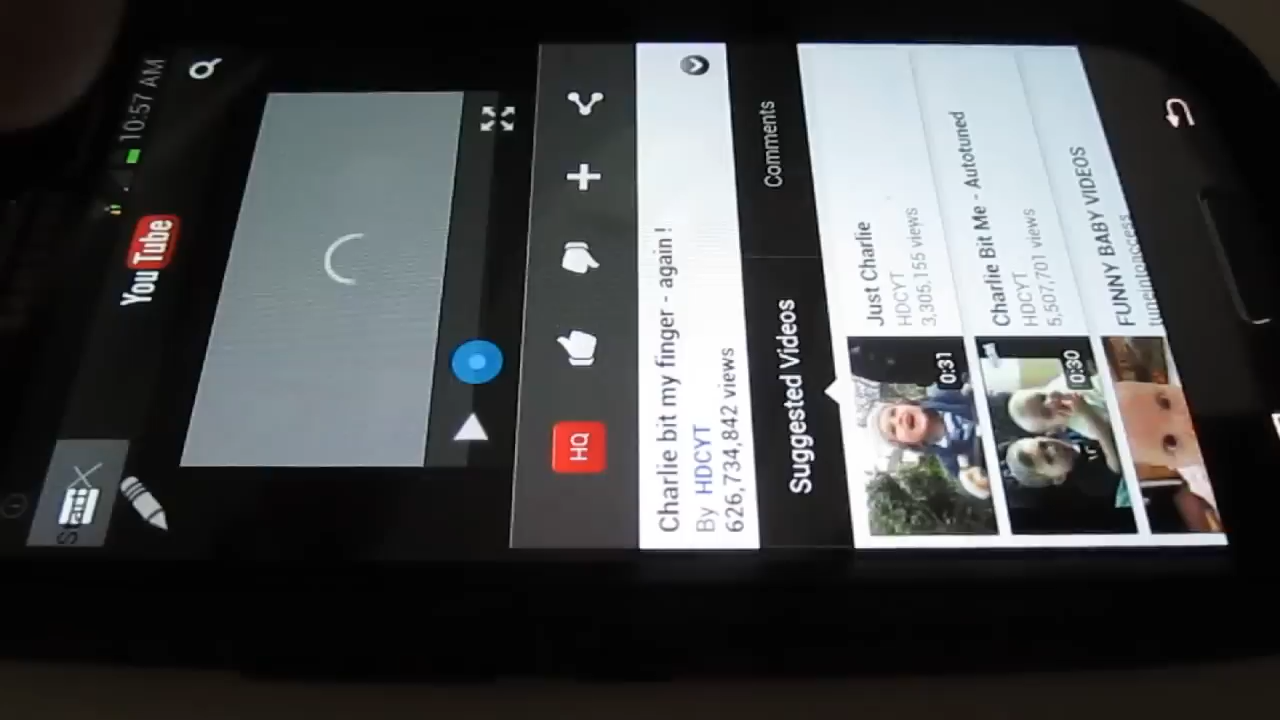 10:57 AM
YouTube
HQ
Charlie bit my finger - again !
By HDCYT
626,734,842 views
Suggested Videos
Comments
Just Charlie
HDCYT
3,305,155 views
0:31
Charlie Bit Me - Autotuned
HDCYT
5,507,701 views
0:30
FUNNY BABY VIDEOS
tuneintoaccess